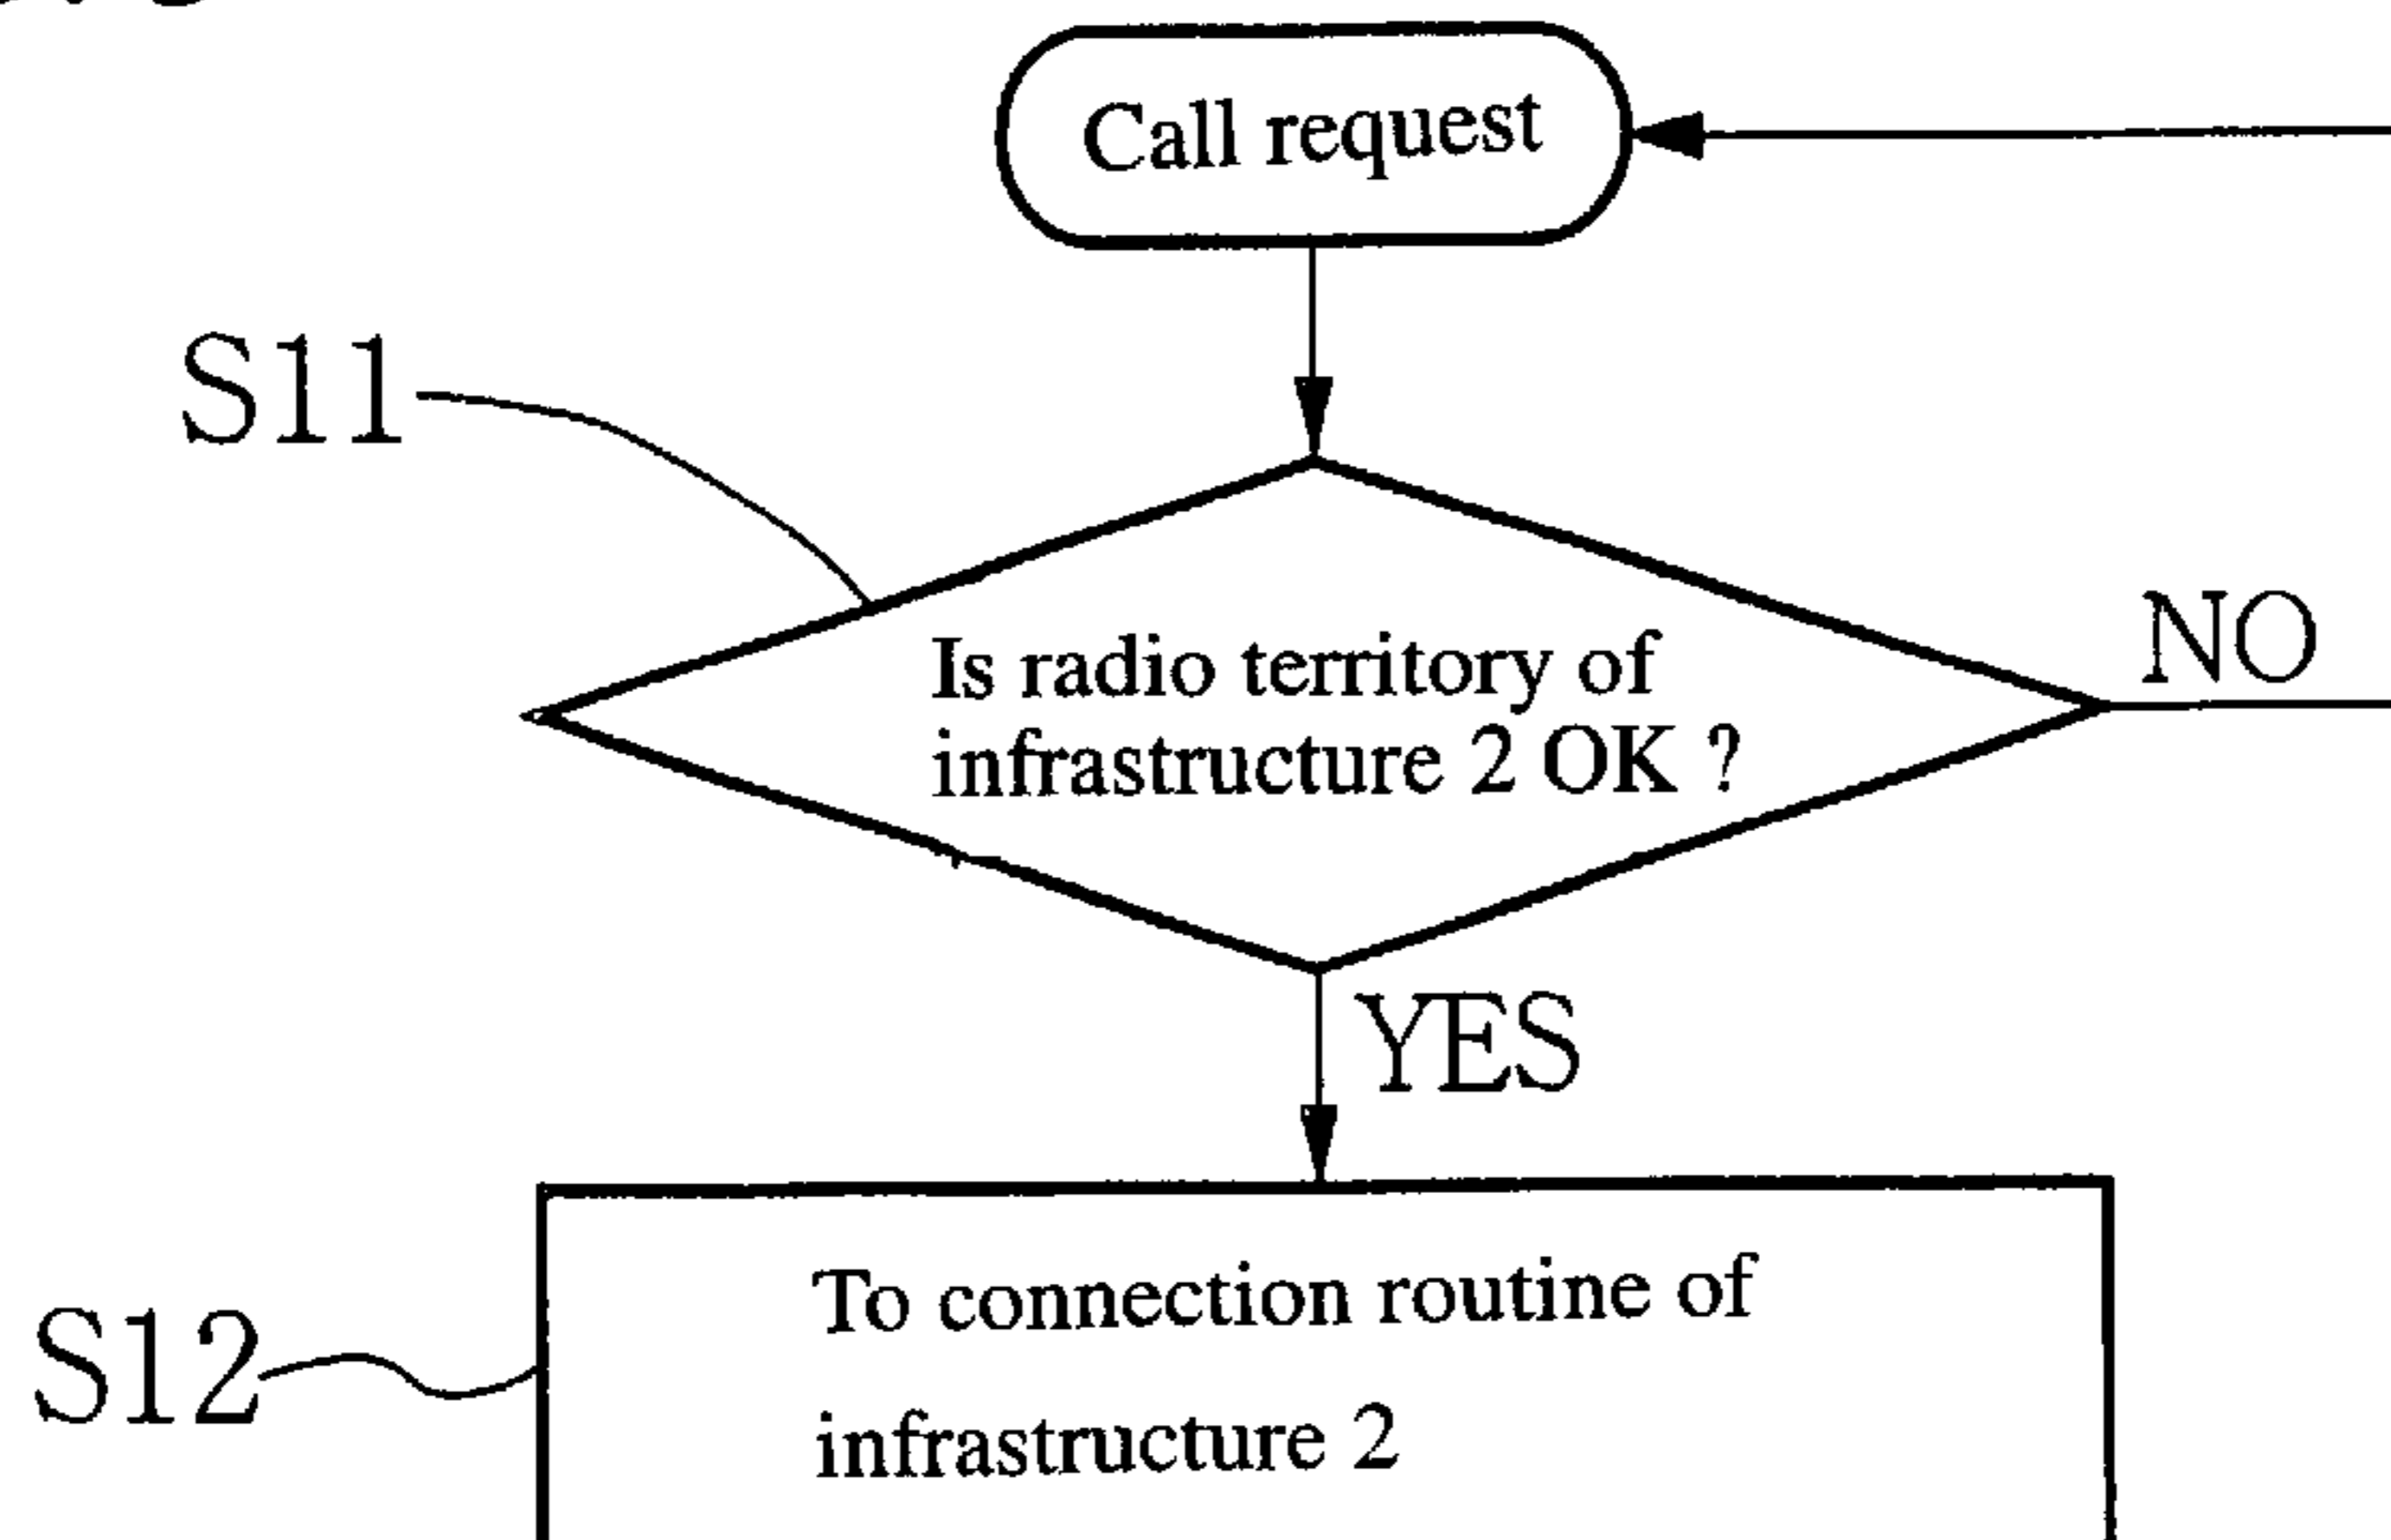 Call request
S11
Is radio territory of
infrastructure 2 OK ?
NO
YES
To connection routine of
S12
infrastructure 2